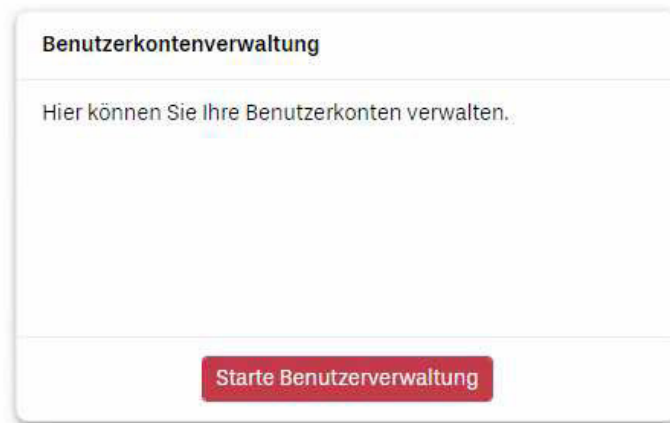 Benutzerkontenverwaltung
Hier können Sie Ihre Benutzerkonten verwalten.
Starte Benutzerverwaltung